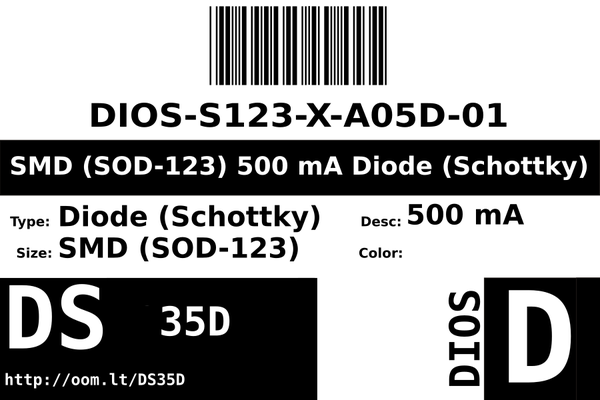 DIOS-S123-X-A05D-01
SMD (SOD-123) 500 mA Diode (Schottky)
Type: Diode (Schottky) Desc: 500 mA
Size: SMD (SOD-123) Color:
DS 35D
http://oom.lt/DS35D
DIOS
D